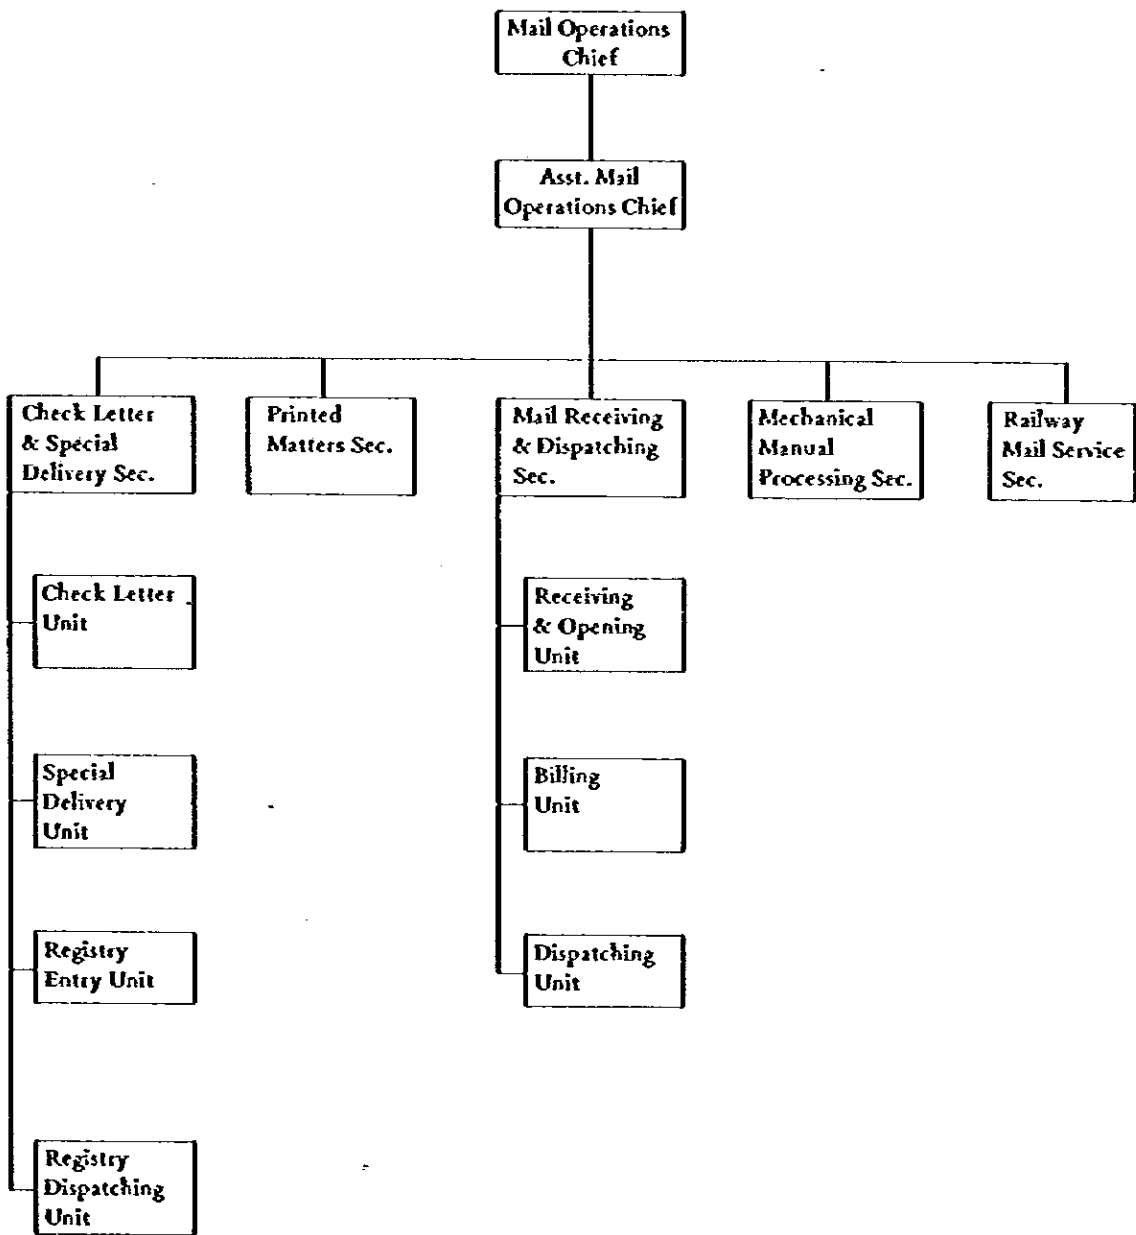 Mail Operations
Chief
Asst. Mail
Operations Chief
Check Letter
& Special
Delivery Sec.
Printed
Matters Sec.
Mail Receiving
& Dispatching
Sec.
Mechanical
Manual
Processing Sec.
Railway
Mail Service
Sec.
Check Letter
Unit
Special
Delivery
Unit
Registry
Entry Unit
Registry
Dispatching
Unit
Receiving
& Opening
Unit
Billing
Unit
Dispatching
Unit